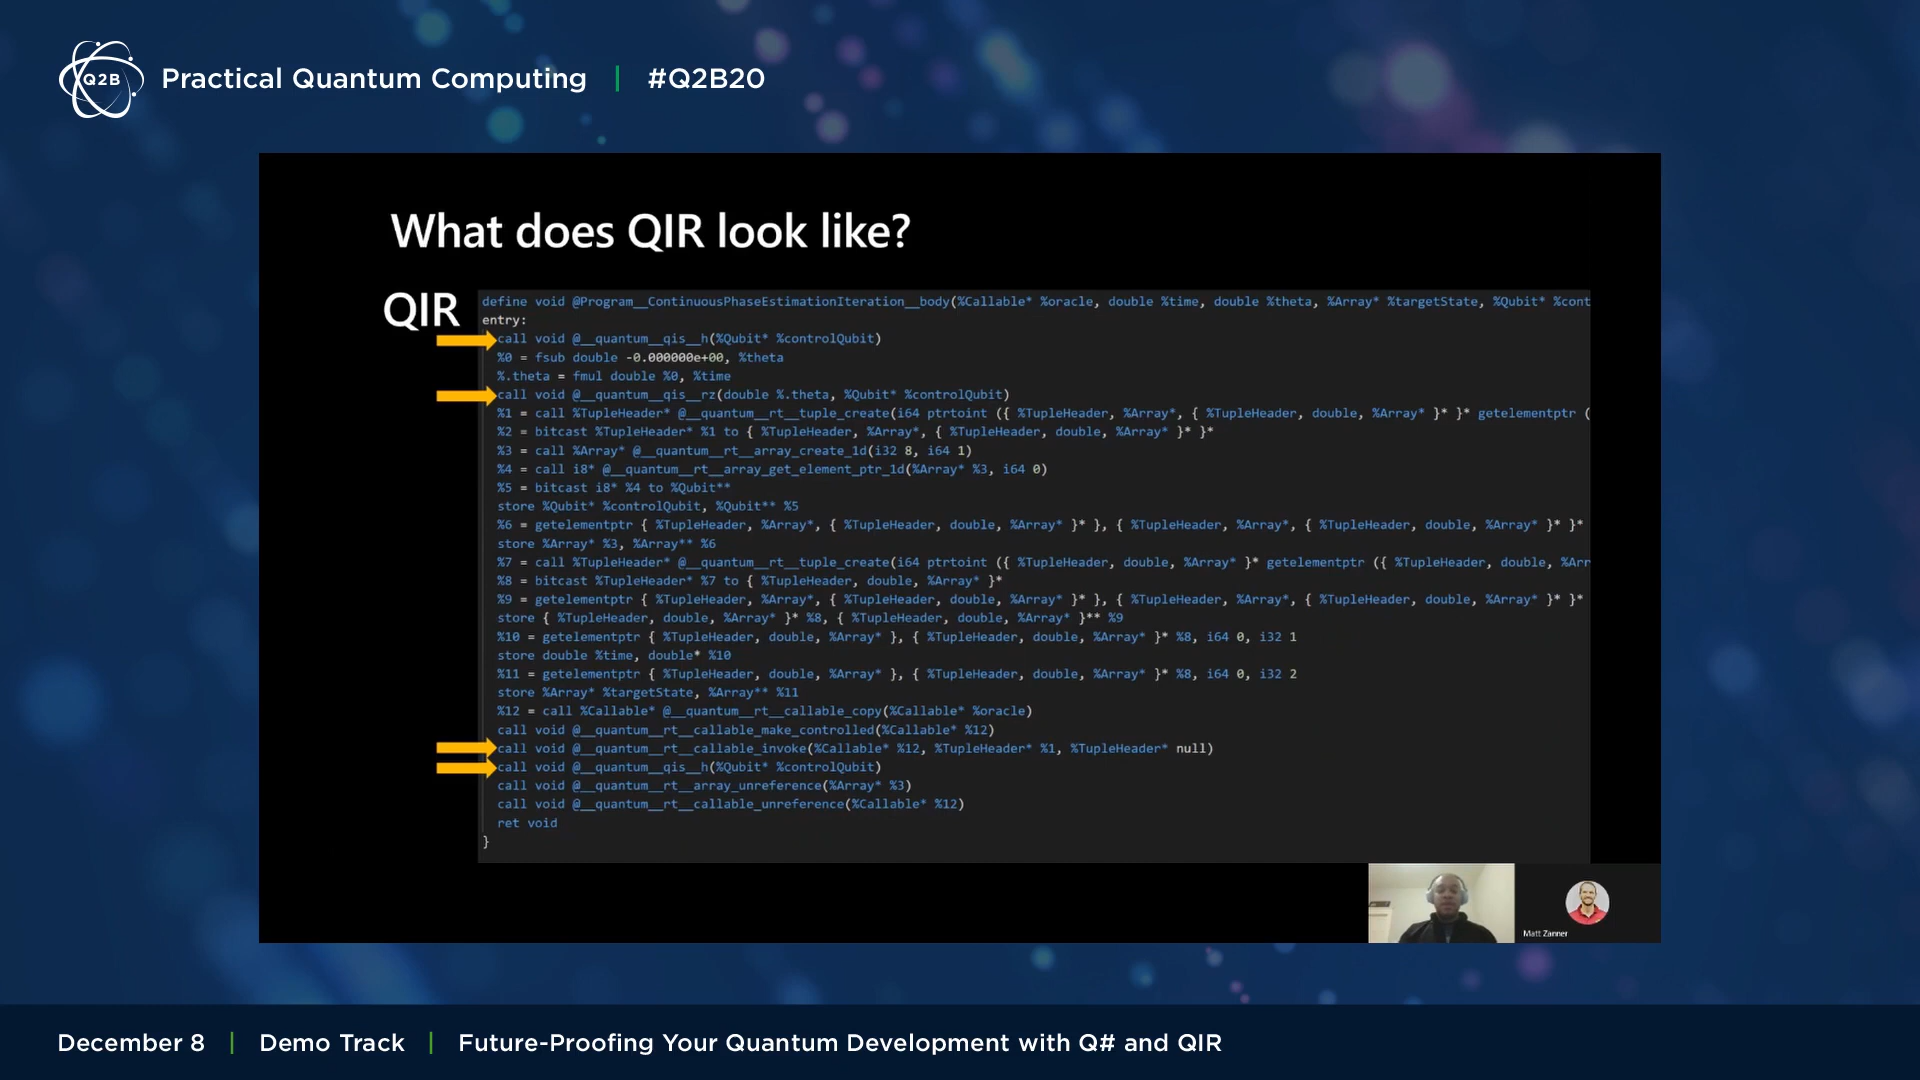 Q2B
Practical Quantum Computing | #Q2B20
What does QIR look like?
QIR
define void @Program__ContinuousPhaseEstimationIteration__body(%Callable* %oracle, double %time, double %theta, %Array* %targetState, %Qubit* %cont
entry:
call void @__quantum__qis__h(%Qubit* %controlQubit)
%0 = fsub double -0.000000e+00, %theta
%.theta = fmul double %0, %time
call void @__quantum__qis__rz(double %.theta, %Qubit* %controlQubit)
%1 = call %TupleHeader* @__quantum__rt__tuple_create(i64 ptrtoint ({ %TupleHeader, %Array*, { %TupleHeader, double, %Array* }* }* getelementptr (
%2 = bitcast %TupleHeader* %1 to { %TupleHeader, %Array*, { %TupleHeader, double, %Array* }* }*
%3 = call %Array* @__quantum__rt__array_create_1d(i32 8, i64 1)
%4 = call i8* @__quantum__rt__array_get_element_ptr_1d(%Array* %3, i64 0)
%5 = bitcast i8* %4 to %Qubit**
store %Qubit* %controlQubit, %Qubit** %5
%6 = getelementptr { %TupleHeader, %Array*, { %TupleHeader, double, %Array* }* }, { %TupleHeader, %Array*, { %TupleHeader, double, %Array* }* }*
store %Array* %3, %Array** %6
%7 = call %TupleHeader* @__quantum__rt__tuple_create(i64 ptrtoint ({ %TupleHeader, double, %Array* }* getelementptr ({ %TupleHeader, double, %Arr
%8 = bitcast %TupleHeader* %7 to { %TupleHeader, double, %Array* }*
%9 = getelementptr { %TupleHeader, %Array*, { %TupleHeader, double, %Array* }* }, { %TupleHeader, %Array*, { %TupleHeader, double, %Array* }* }*
store { %TupleHeader, double, %Array* }* %8, { %TupleHeader, double, %Array* }** %9
%10 = getelementptr { %TupleHeader, double, %Array* }, { %TupleHeader, double, %Array* }* %8, i64 0, i32 1
store double %time, double* %10
%11 = getelementptr { %TupleHeader, double, %Array* }, { %TupleHeader, double, %Array* }* %8, i64 0, i32 2
store %Array* %targetState, %Array** %11
%12 = call %Callable* @__quantum__rt__callable_copy(%Callable* %oracle)
call void @__quantum__rt__callable_make_controlled(%Callable* %12)
call void @__quantum__rt__callable_invoke(%Callable* %12, %TupleHeader* %1, %TupleHeader* null)
call void @__quantum__qis__h(%Qubit* %controlQubit)
call void @__quantum__rt__array_unreference(%Array* %3)
call void @__quantum__rt__callable_unreference(%Callable* %12)
ret void
}
Matt Zanner
December 8 | Demo Track | Future-Proofing Your Quantum Development with Q# and QIR